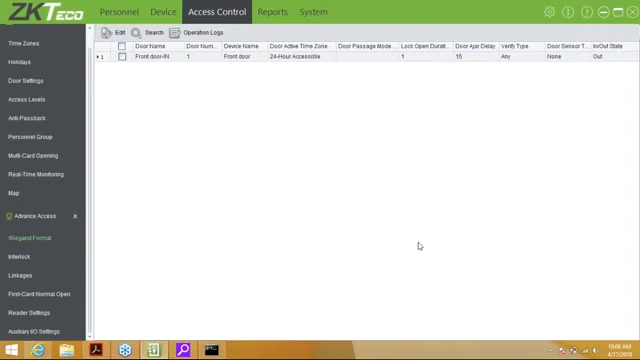 ZKTeco Personnel Device Access Control Reports System
Edit Search Operation Logs
Door Name Door Num... Device Name Door Active Time Zone Door Passage Mode ... Lock Open Durati... Door Ajar Delay Verify Type Door Sensor T... In/Out State
1 Front door-IN 1 Front door 24-Hour Accessible 1 15 Any None Out
Time Zones
Holidays
Door Settings
Access Levels
Anti-Passback
Personnel Group
Multi-Card Opening
Real-Time Monitoring
Map
Advance Access
Wiegand Format
Interlock
Linkages
First-Card Normal Open
Reader Settings
Auxiliary I/O Settings
10:06 AM
4/17/2018